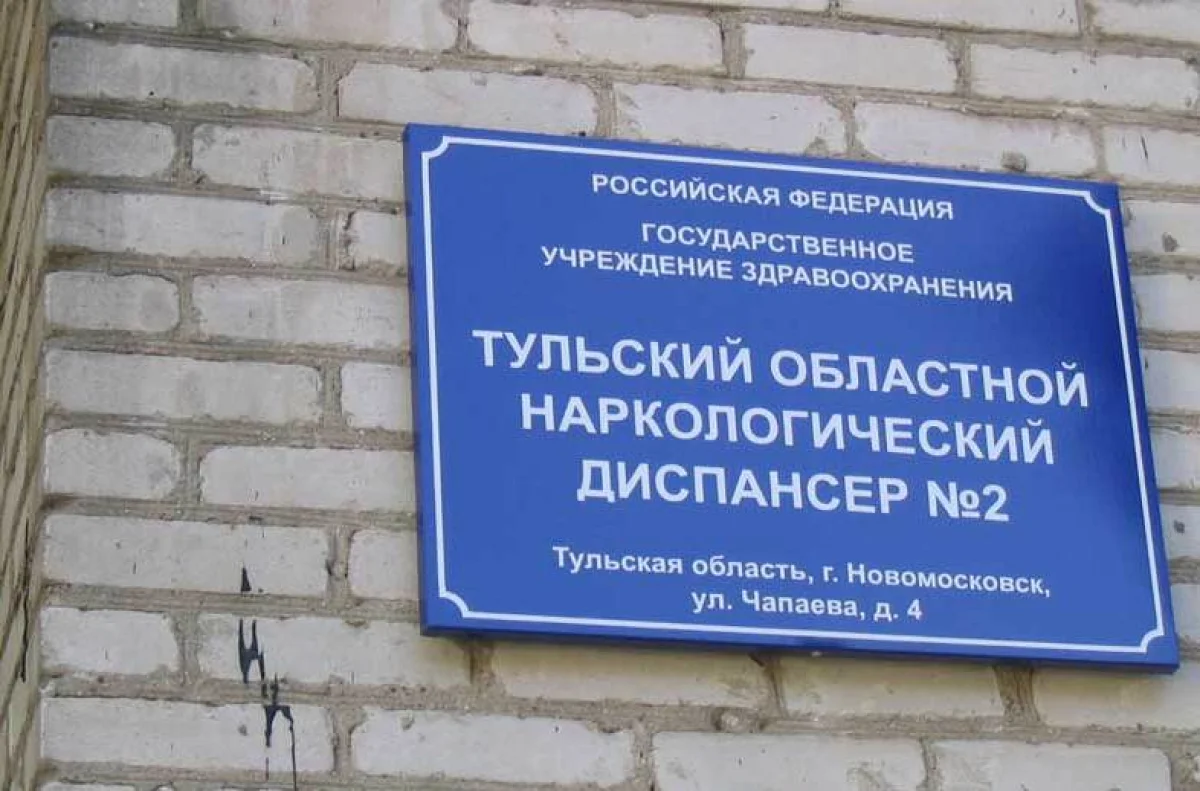 РОССИЙСКАЯ ФЕДЕРАЦИЯ
ГОСУДАРСТВЕННОЕ
УЧРЕЖДЕНИЕ ЗДРАВООХРАНЕНИЯ
ТУЛЬСКИЙ ОБЛАСТНОЙ
НАРКОЛОГИЧЕСКИЙ
ДИСПАНСЕР №2
Тульская область, г. Новомосковск,
ул. Чапаева, д. 4